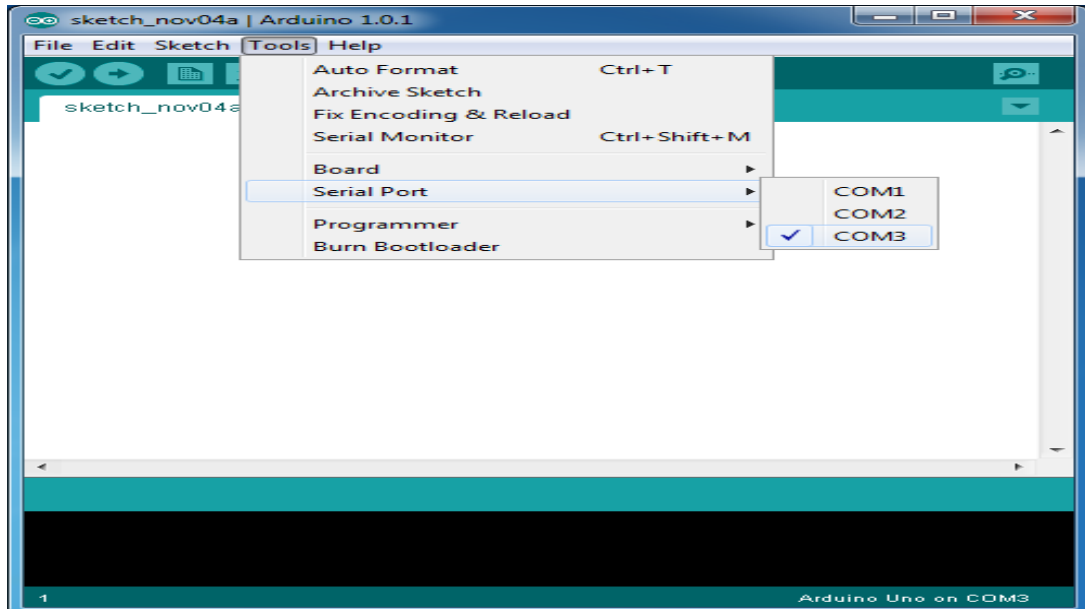 sketch_nov04a | Arduino 1.0.1
File Edit Sketch Tools Help
sketch_nov04a
Auto Format Ctrl+T
Archive Sketch
Fix Encoding & Reload
Serial Monitor Ctrl+Shift+M
Board
Serial Port
Programmer
Burn Bootloader
COM1
COM2
COM3
1 Arduino Uno on COM3